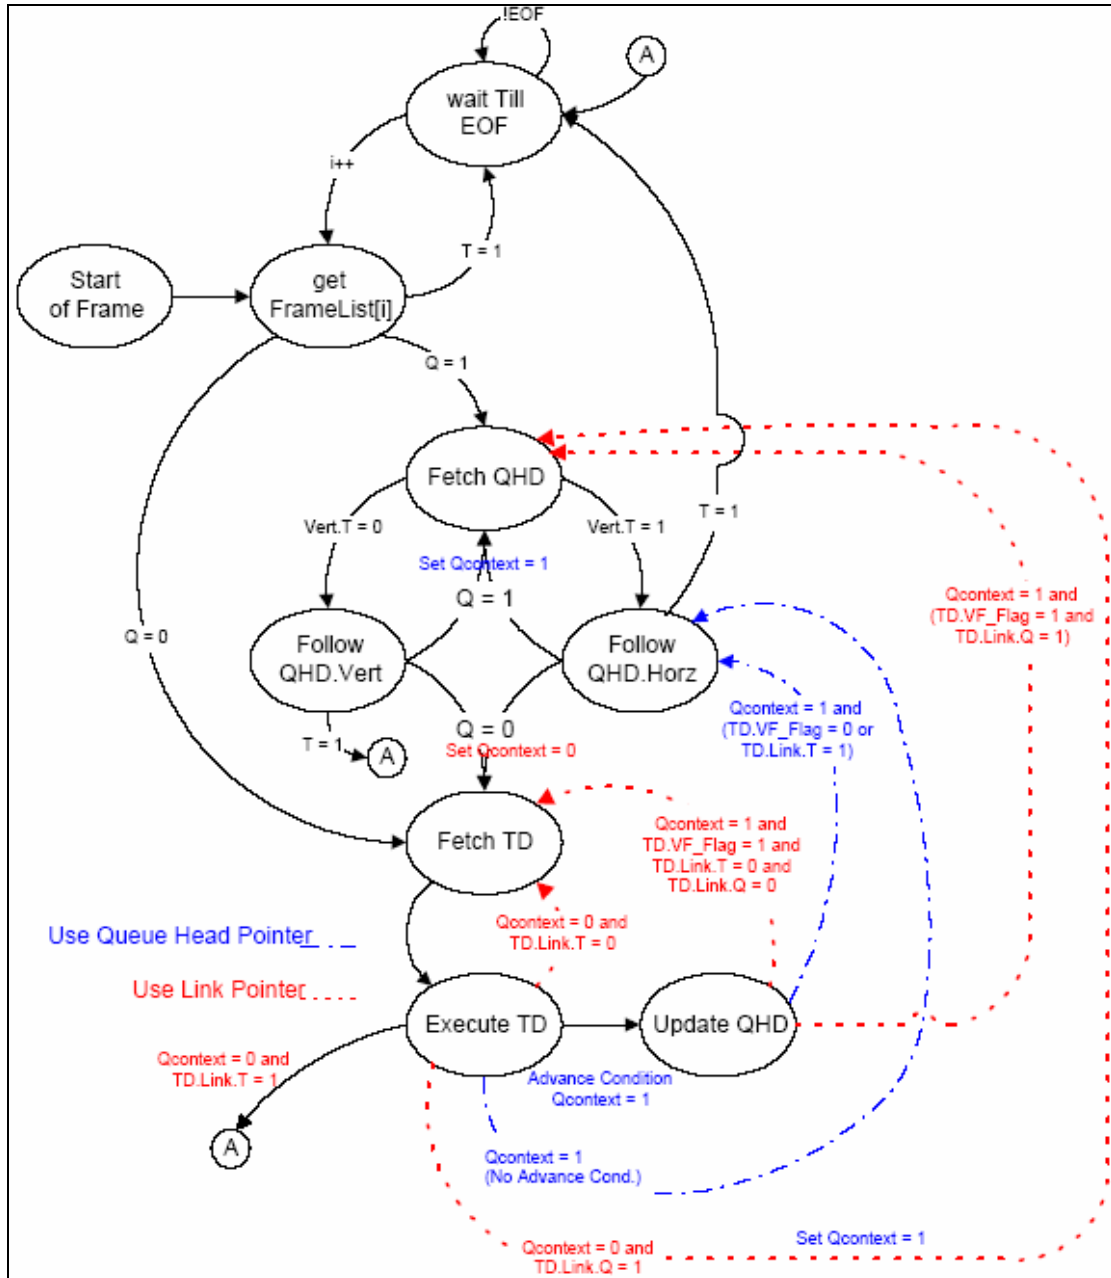 !EOF
A
wait Till
EOF
i++
T = 1
Start
of Frame
get
FrameList[i]
Q = 1
Fetch QHD
T = 1
Vert.T = 0
Vert.T = 1
Set Qcontext = 1
Q = 1
Qcontext = 1 and
(TD.VF_Flag = 1 and
TD.Link.Q = 1)
Q = 0
Follow
QHD.Vert
Follow
QHD.Horz
Qcontext = 1 and
(TD.VF_Flag = 0 or
TD.Link.T = 1)
Q = 0
Set Qcontext = 0
T = 1
A
Fetch TD
Qcontext = 1 and
TD.VF_Flag = 1 and
TD.Link.T = 0 and
TD.Link.Q = 0
Qcontext = 0 and
TD.Link.T = 0
Use Queue Head Pointer
Use Link Pointer
Execute TD
Update QHD
Qcontext = 0 and
TD.Link.T = 1
Advance Condition
Qcontext = 1
A
Qcontext = 1
(No Advance Cond.)
Qcontext = 0 and
TD.Link.Q = 1
Set Qcontext = 1